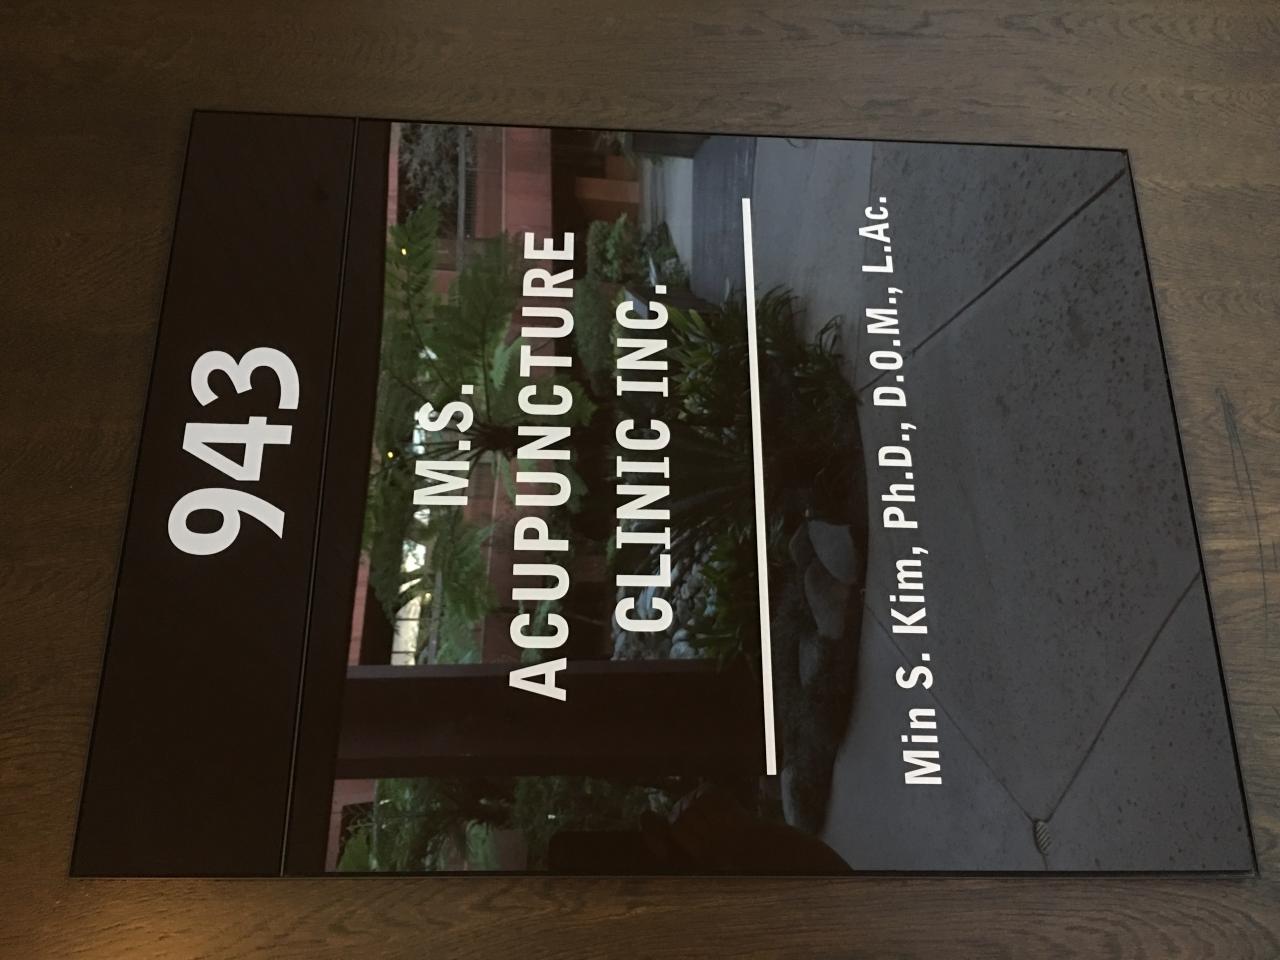 943
M.S.
ACUPUNCTURE
CLINIC INC.
Min S. Kim, Ph.D., D.O.M., L.Ac.